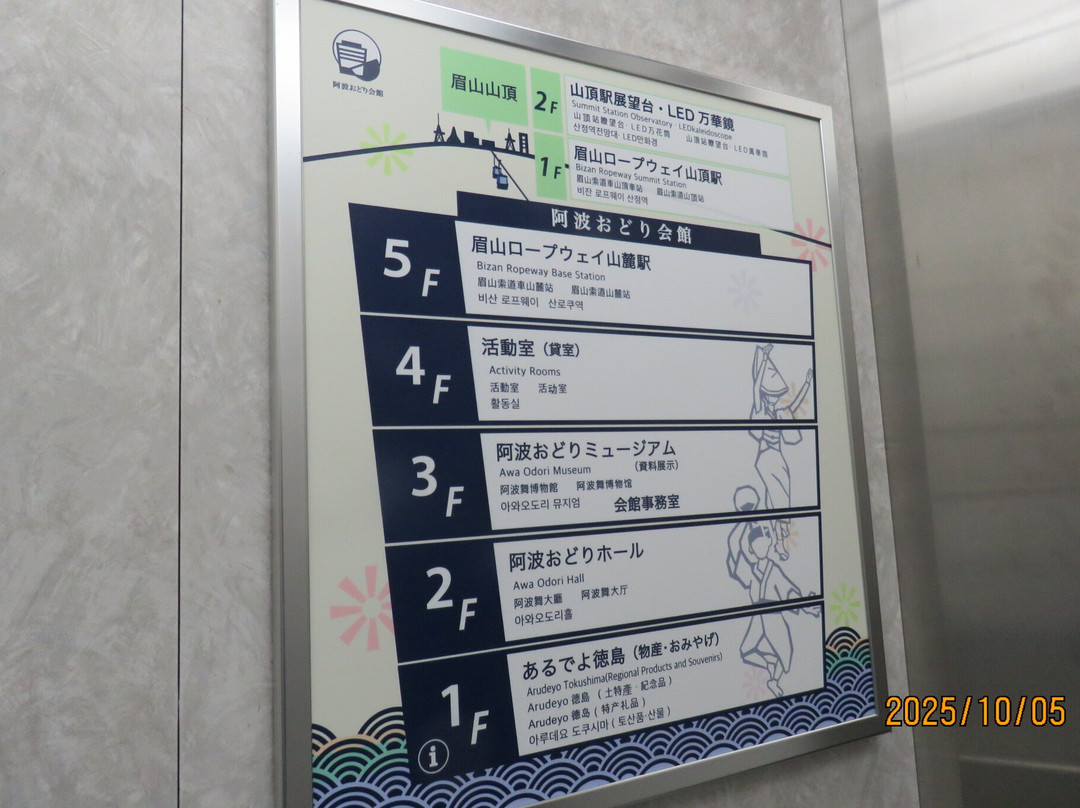 阿波おどり会館
眉山山頂
2F
山頂駅展望台・LED万華鏡
Summit Station Observatory・LEDkaleidoscope
山頂站瞭望台・LED万花筒 山頂站瞭望台・LED萬華筒
산정역전망대・LED만화경
1F
眉山ロープウェイ山頂駅
Bizan Ropeway Summit Station
眉山索道車山頂車站 眉山索道山顶站
비잔 로프웨이 산정역
阿波おどり会館
5F
眉山ロープウェイ山麓駅
Bizan Ropeway Base Station
眉山索道車山麓站 眉山索道山麓站
비산 로프웨이 산로쿠역
4F
活動室（貸室）
Activity Rooms
活動室 活动室
활동실
3F
阿波おどりミュージアム
Awa Odori Museum （資料展示）
阿波舞博物館 阿波舞博物馆
아와오도리 뮤지엄 会館事務室
2F
阿波おどりホール
Awa Odori Hall
阿波舞大廳 阿波舞大厅
아와오도리홀
1F
あるでよ徳島（物産・おみやげ）
Arudeyo Tokushima(Regional Products and Souvenirs)
Arudeyo 德島（土特產・記念品）
Arudeyo 德岛（特产礼品）
아루데요 도쿠시마（토산품・산물）
i
2025/10/05